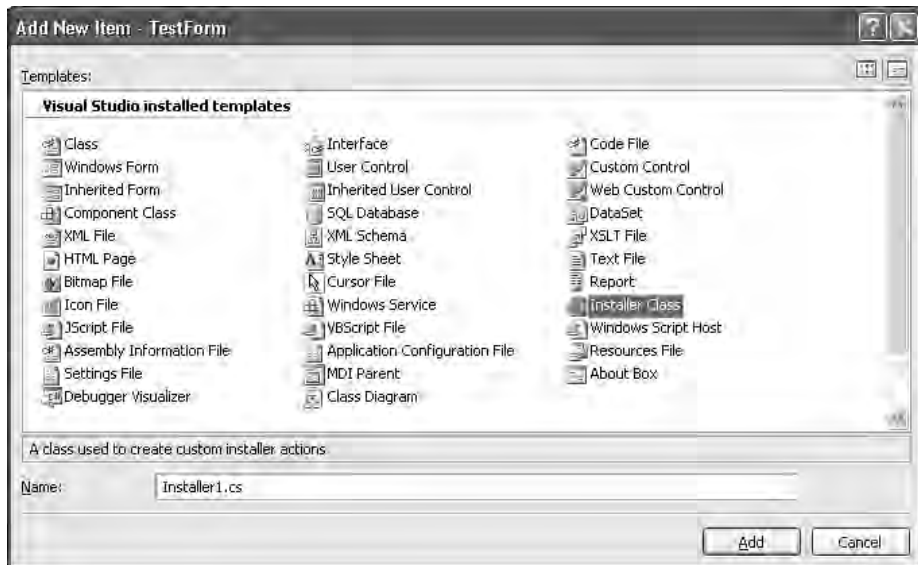 Add New Item - TestForm
Templates:
Visual Studio installed templates
Class
Windows Form
Inherited Form
Component Class
XML File
HTML Page
Bitmap File
Icon File
JScript File
Assembly Information File
Settings File
Debugger Visualizer
Interface
User Control
Inherited User Control
SQL Database
XML Schema
Style Sheet
Cursor File
Windows Service
VBScript File
Application Configuration File
MDI Parent
Class Diagram
Code File
Custom Control
Web Custom Control
DataSet
XSLT File
Text File
Report
Installer Class
Windows Script Host
Resources File
About Box
A class used to create custom installer actions
Name: Installer1.cs
Add Cancel